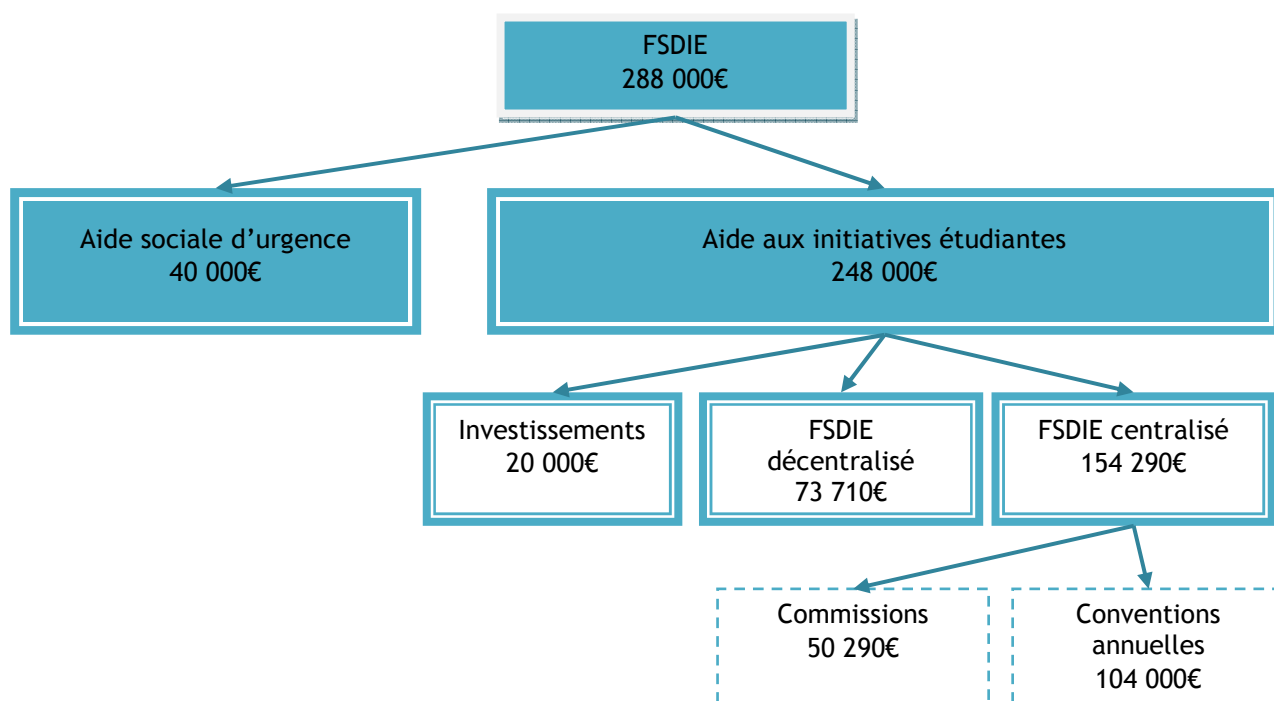 FSDIE
288 000€
Aide sociale d’urgence
40 000€
Aide aux initiatives étudiantes
248 000€
Investissements
20 000€
FSDIE
décentralisé
73 710€
FSDIE centralisé
154 290€
Commissions
50 290€
Conventions
annuelles
104 000€